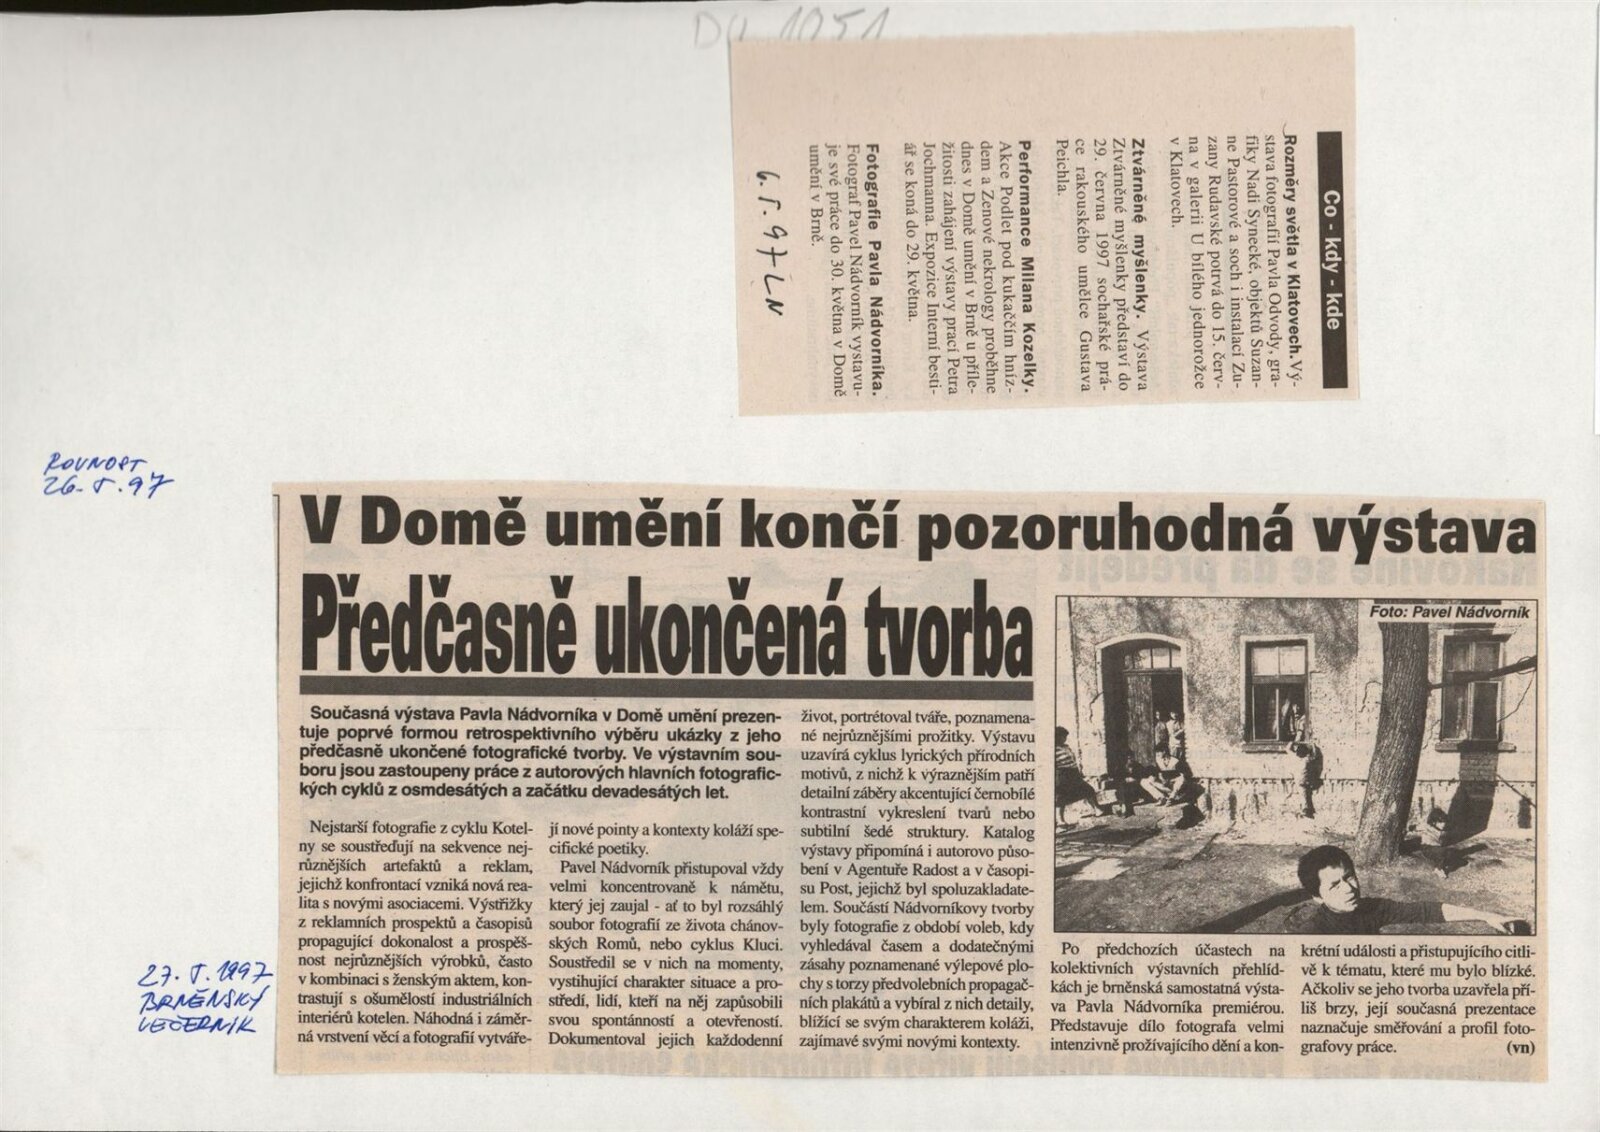 Co - kdy - kde
Rozměry světla v Klatovech. Vý-
stava fotografií Pavla Odvody, gra-
fiky Nadi Synecké, objektů Suzan-
ne Pastorové a soch i instalací Zu-
zany Rudavské potrvá do 15. červ-
na v galerii U bílého jednorožce
v Klatovech.
Ztvárněné myšlenky. Výstava
Ztvárněné myšlenky představí do
29. června 1997 sochařské prá-
ce rakouského umělce Gustava
Peichla.
Performance Milana Kozelky.
Akce Podlet pod kukaččím hníz-
dem a Zenové nekrology proběhne
dnes v Domě umění v Brně u příle-
žitosti zahájení výstavy prací Petra
Jochmanna. Expozice Interní besti-
ář se koná do 29. května.
Fotografie Pavla Nádvorníka.
Fotograf Pavel Nádvorník vystavu-
je své práce do 30. května v Domě
umění v Brně.
6. 5. 97 LN
ROVNOST
26. 5. 97
27. 5. 1997
BRNĚNSKÝ
VEČERNÍK
V Domě umění končí pozoruhodná výstava
Předčasně ukončená tvorba
Současná výstava Pavla Nádvorníka v Domě umění prezen-
tuje poprvé formou retrospektivního výběru ukázky z jeho
předčasně ukončené fotografické tvorby. Ve výstavním sou-
boru jsou zastoupeny práce z autorových hlavních fotografic-
kých cyklů z osmdesátých a začátku devadesátých let.
Nejstarší fotografie z cyklu Kotel-
ny se soustřeďují na sekvence nej-
různějších artefaktů a reklam,
jejichž konfrontací vzniká nová rea-
lita s novými asociacemi. Výstřižky
z reklamních prospektů a časopisů
propagující dokonalost a prospěš-
nost nejrůznějších výrobků, často
v kombinaci s ženským aktem, kon-
trastují s ošumělostí industriálních
interiérů kotelen. Náhodná i záměr-
ná vrstvení věcí a fotografií vytváře-
jí nové pointy a kontexty koláží spe-
cifické poetiky.
Pavel Nádvorník přistupoval vždy
velmi koncentrovaně k námětu,
který jej zaujal - ať to byl rozsáhlý
soubor fotografií ze života chánov-
ských Romů, nebo cyklus Kluci.
Soustředil se v nich na momenty,
vystihující charakter situace a pro-
středí, lidí, kteří na něj zapůsobili
svou spontánností a otevřeností.
Dokumentoval jejich každodenní
život, portrétoval tváře, poznamena-
né nejrůznějšími prožitky. Výstavu
uzavírá cyklus lyrických přírodních
motivů, z nichž k výraznějším patří
detailní záběry akcentující černobílé
kontrastní vykreslení tvarů nebo
subtilní šedé struktury. Katalog
výstavy připomíná i autorovo půso-
bení v Agentuře Radost a v časopi-
su Post, jejichž byl spoluzakladate-
lem. Součástí Nádvorníkovy tvorby
byly fotografie z období voleb, kdy
vyhledával časem a dodatečnými
zásahy poznamenané výlepové plo-
chy s torzy předvolebních propagač-
ních plakátů a vybíral z nich detaily,
blížící se svým charakterem koláži,
zajímavé svými novými kontexty.
Foto: Pavel Nádvorník
Po předchozích účastech na
kolektivních výstavních přehlíd-
kách je brněnská samostatná výsta-
va Pavla Nádvorníka premiérou.
Představuje dílo fotografa velmi
intenzivně prožívajícího dění a kon-
krétní události a přistupujícího citli-
vě k tématu, které mu bylo blízké.
Ačkoliv se jeho tvorba uzavřela pří-
liš brzy, její současná prezentace
naznačuje směřování a profil foto-
grafovy práce. (vn)